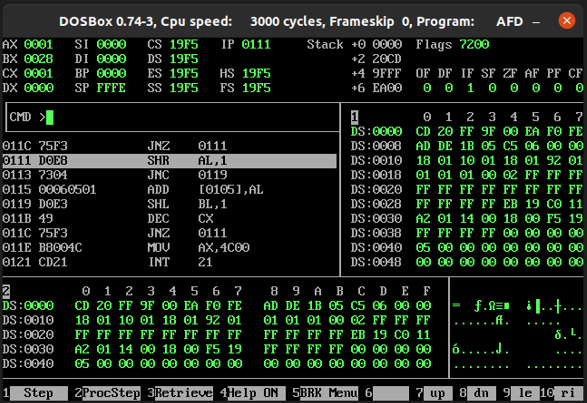 DOSBox 0.74-3, Cpu speed: 3000 cycles, Frameskip 0, Program: AFD
AX 0001 SI 0000 CS 19F5 IP 0111 Stack +0 0000 Flags 7200
BX 0028 DI 0000 DS 19F5 +2 20CD
CX 0001 BP 0000 ES 19F5 HS 19F5 +4 9FFF OF DF IF SF ZF AF PF CF
DX 0000 SP FFFE SS 19F5 FS 19F5 +6 EA00 0 0 1 0 0 0 0 0
CMD >
011C 75F3 JNZ 0111
0111 D0E8 SHR AL,1
0113 7304 JNC 0119
0115 00060501 ADD [0105],AL
0119 D0E3 SHL BL,1
011B 49 DEC CX
011C 75F3 JNZ 0111
011E B8004C MOV AX,4C00
0121 CD21 INT 21
1 0 1 2 3 4 5 6 7
DS:0000 CD 20 FF 9F 00 EA F0 FE
DS:0008 AD DE 1B 05 C5 06 00 00
DS:0010 18 01 10 01 18 01 92 01
DS:0018 01 01 01 00 02 FF FF FF
DS:0020 FF FF FF FF FF FF FF FF
DS:0028 FF FF FF FF EB 19 C0 11
DS:0030 A2 01 14 00 18 00 F5 19
DS:0038 FF FF FF FF 00 00 00 00
DS:0040 05 00 00 00 00 00 00 00
DS:0048 00 00 00 00 00 00 00 00
2 0 1 2 3 4 5 6 7 8 9 A B C D E F
DS:0000 CD 20 FF 9F 00 EA F0 FE AD DE 1B 05 C5 06 00 00
DS:0010 18 01 10 01 18 01 92 01 01 01 01 00 02 FF FF FF
DS:0020 FF FF FF FF FF FF FF FF FF FF FF FF EB 19 C0 11
DS:0030 A2 01 14 00 18 00 F5 19 FF FF FF FF 00 00 00 00
DS:0040 05 00 00 00 00 00 00 00 00 00 00 00 00 00 00 00
1 Step 2 ProcStep 3 Retrieve 4 Help ON 5 BRK Menu 6 7 up 8 dn 9 le 10 ri